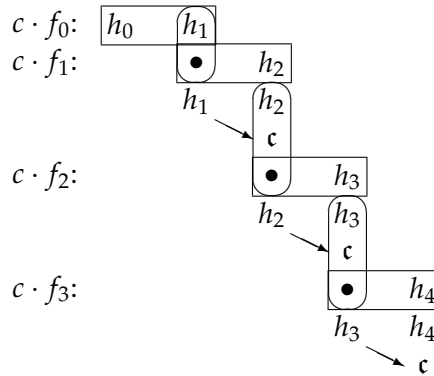 c · f₀: h₀ h₁
c · f₁: • h₂
h₁ h₂
𝔠
c · f₂: • h₃
h₂ h₃
𝔠
c · f₃: • h₄
h₃ h₄
𝔠